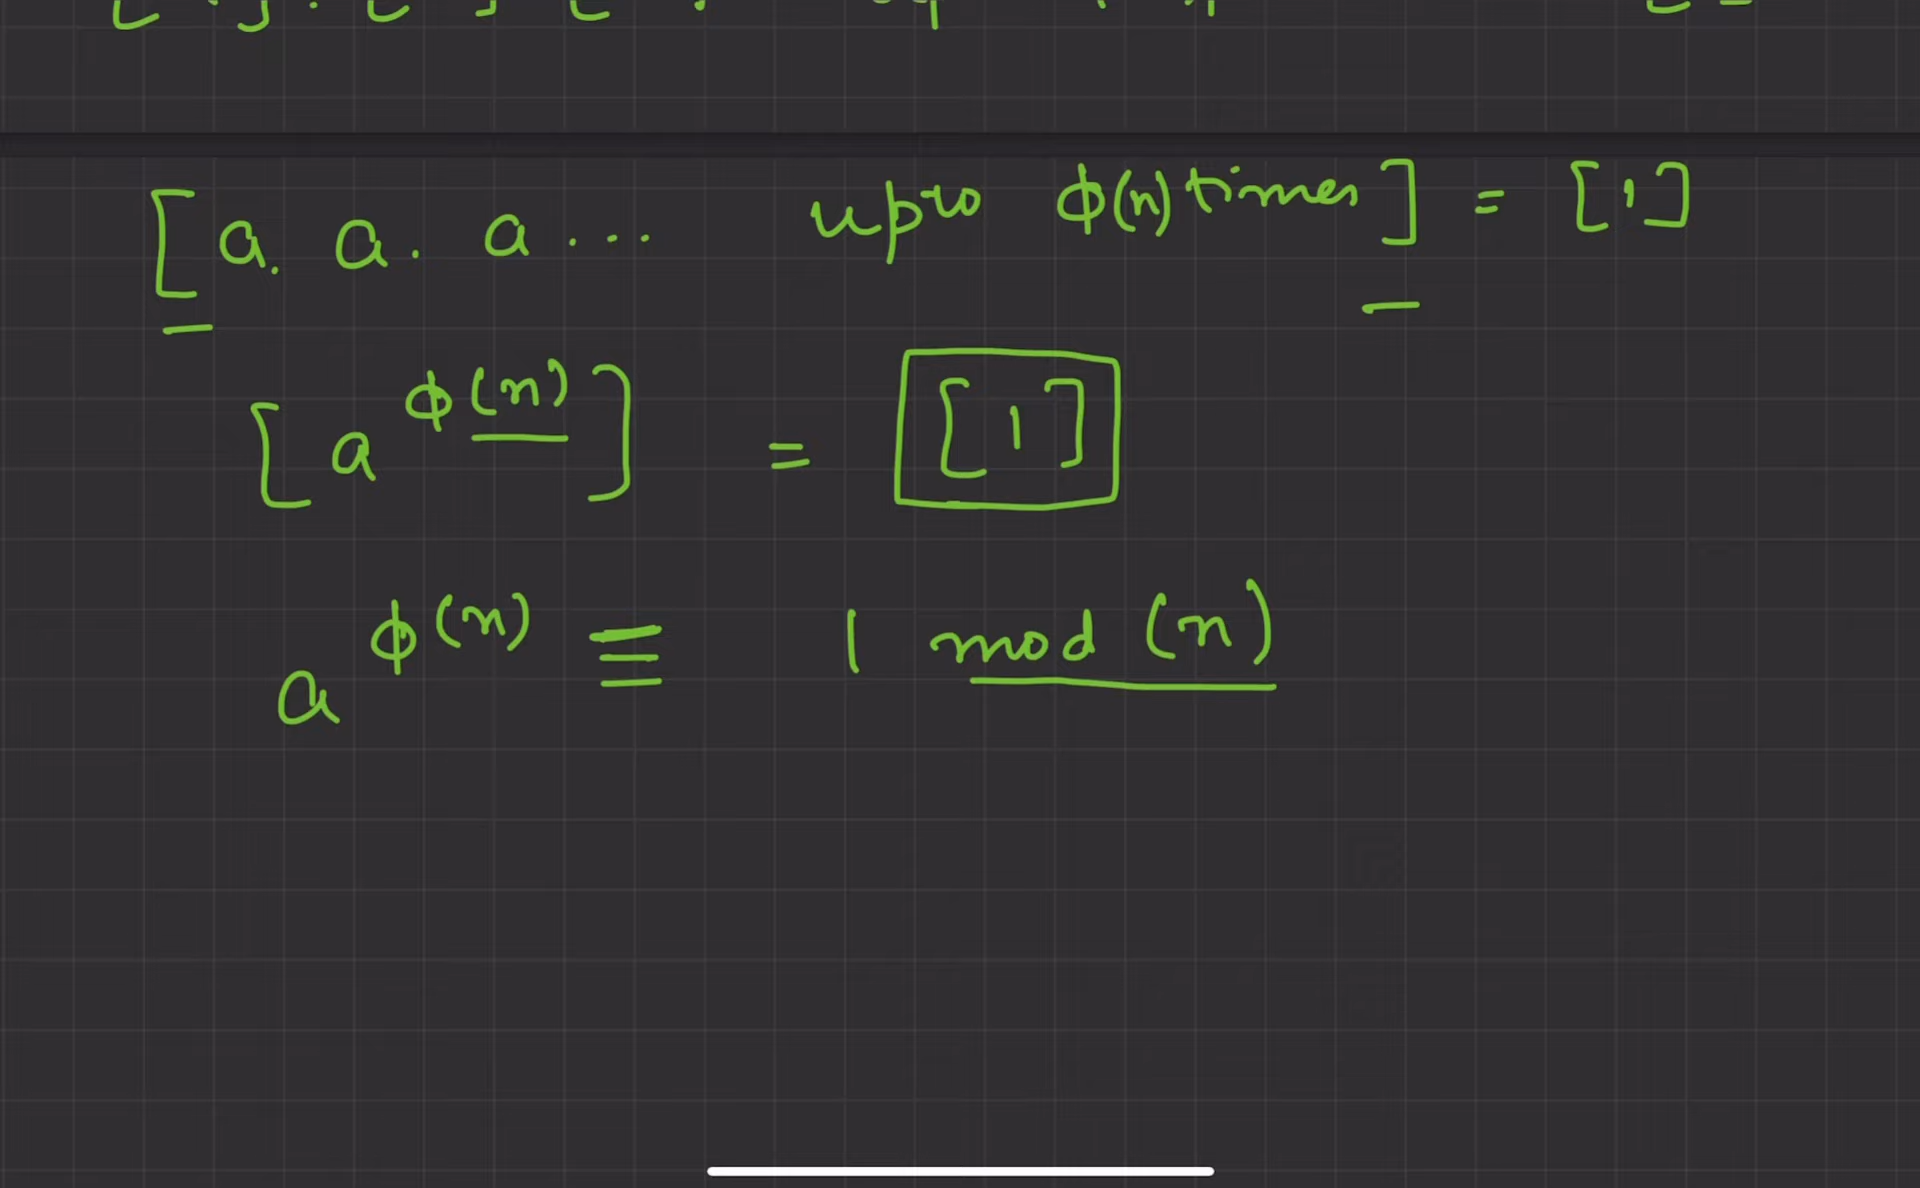 [a. a. a . . . . upto ϕ(n) times] = [1]
[a^ϕ(n)] = [1]
a^ϕ(n) ≡ 1 mod (n)